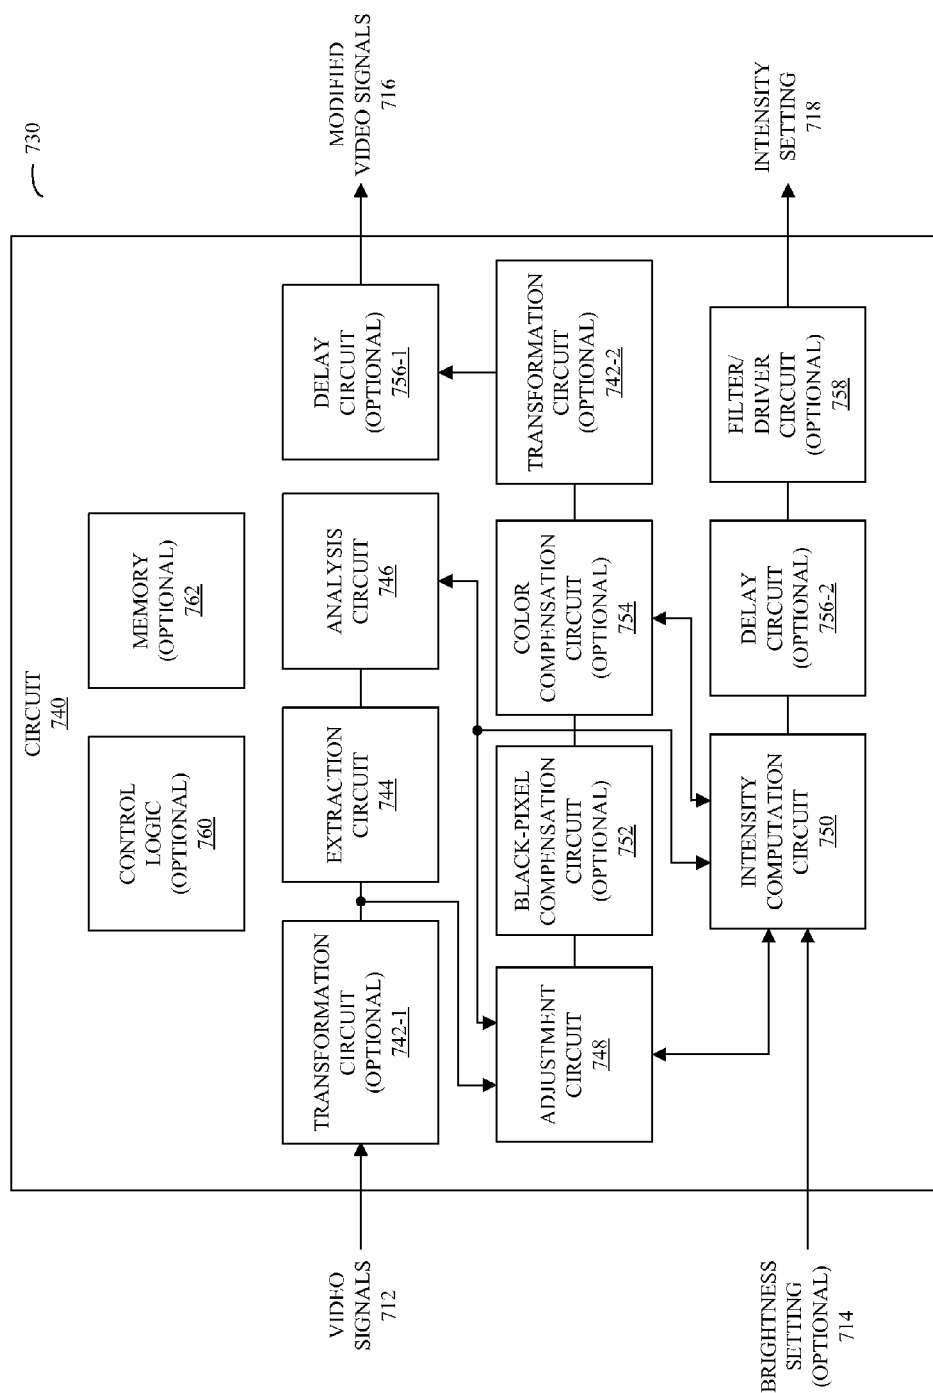 730
CIRCUIT
740
CONTROL
LOGIC
(OPTIONAL)
760
MEMORY
(OPTIONAL)
762
VIDEO
SIGNALS
712
TRANSFORMATION
CIRCUIT
(OPTIONAL)
742-1
EXTRACTION
CIRCUIT
744
ANALYSIS
CIRCUIT
746
DELAY
CIRCUIT
(OPTIONAL)
756-1
MODIFIED
VIDEO SIGNALS
716
ADJUSTMENT
CIRCUIT
748
BLACK-PIXEL
COMPENSATION
CIRCUIT
(OPTIONAL)
752
COLOR
COMPENSATION
CIRCUIT
(OPTIONAL)
754
TRANSFORMATION
CIRCUIT
(OPTIONAL)
742-2
BRIGHTNESS
SETTING
(OPTIONAL)
714
INTENSITY
COMPUTATION
CIRCUIT
750
DELAY
CIRCUIT
(OPTIONAL)
756-2
FILTER/
DRIVER
CIRCUIT
(OPTIONAL)
758
INTENSITY
SETTING
718